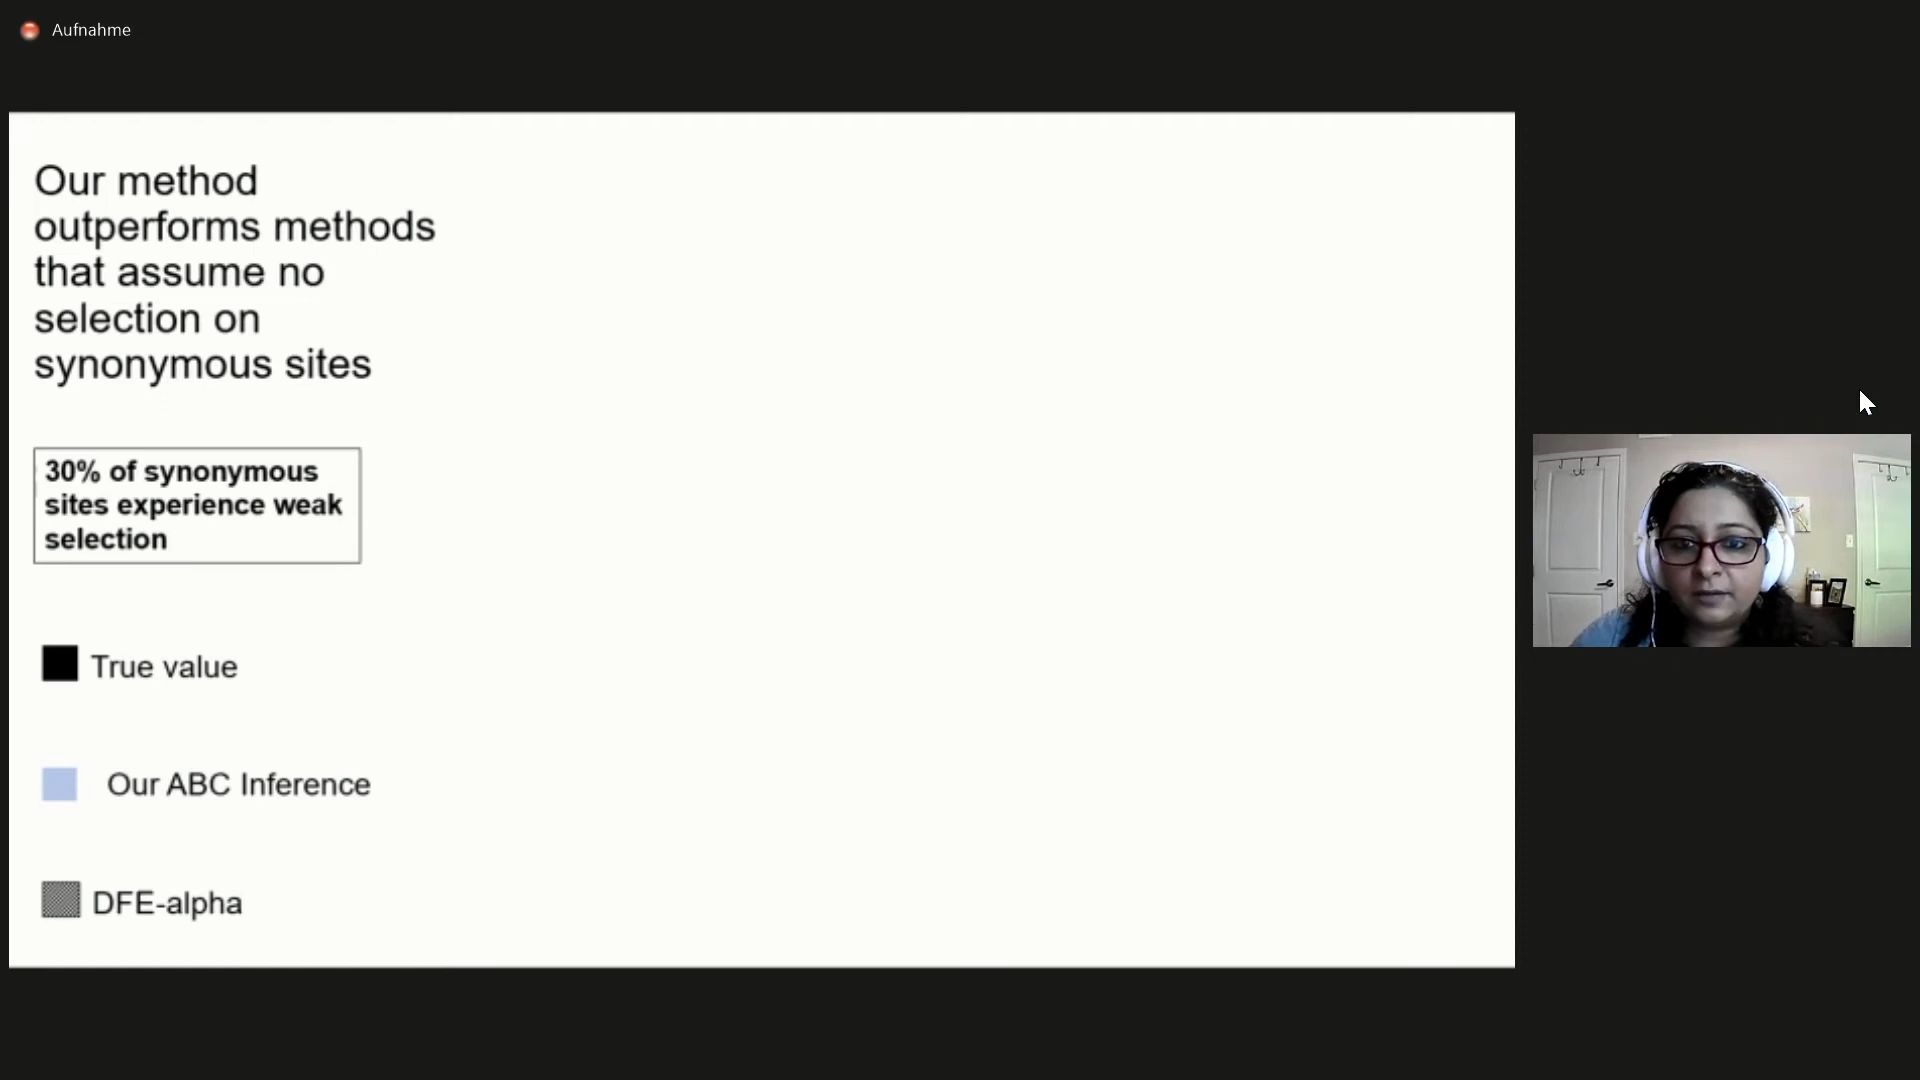 Aufnahme
Our method
outperforms methods
that assume no
selection on
synonymous sites
30% of synonymous
sites experience weak
selection
True value
Our ABC Inference
DFE-alpha